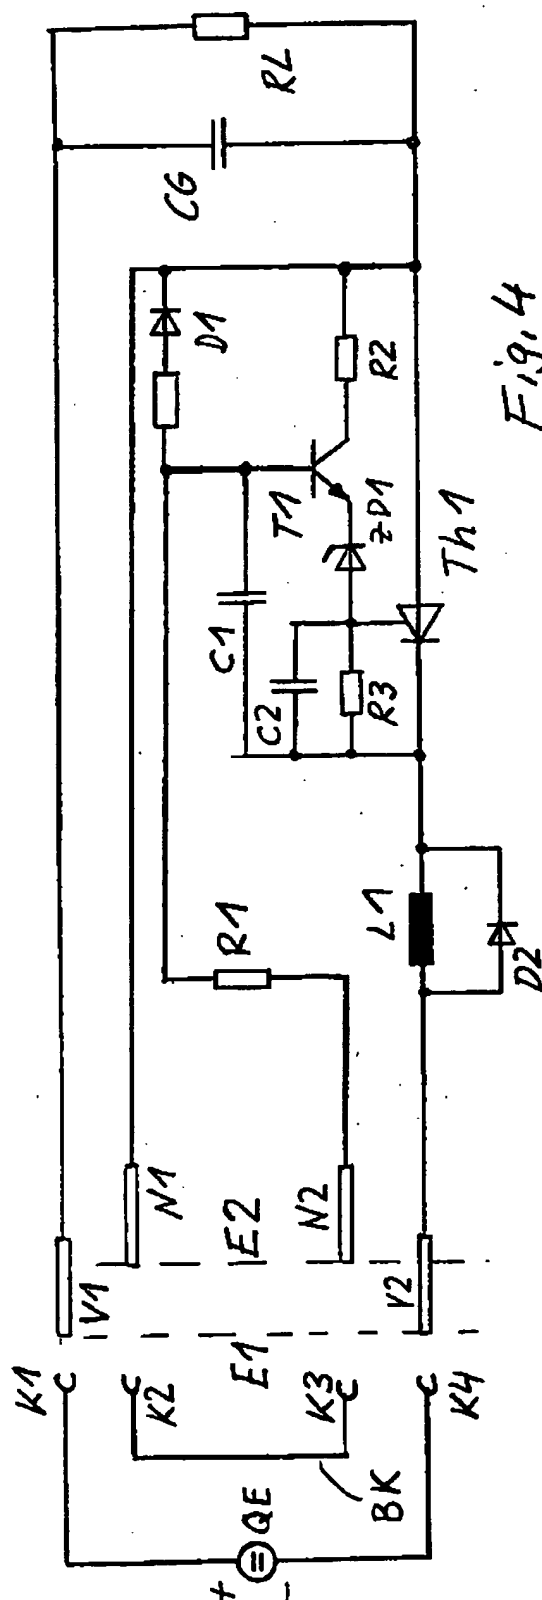 K1
V1
N1
K2
E1
E2
K3
N2
K4
V2
BK
QE
+
=
–
R1
L1
D2
C1
C2
R3
T1
ZD1
Th1
D1
R2
CG
RL
Fig. 4